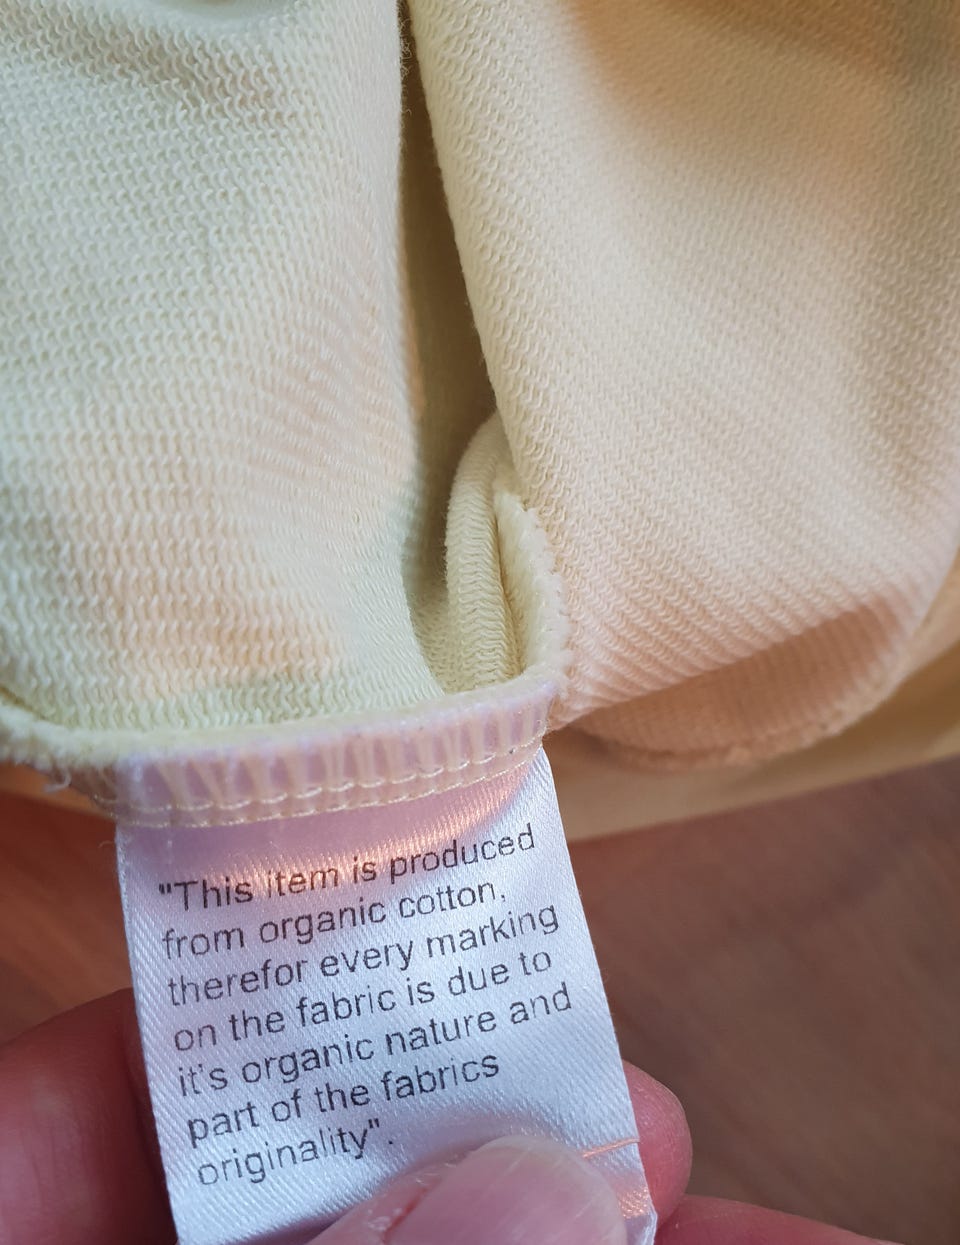 "This item is produced
from organic cotton,
therefor every marking
on the fabric is due to
it's organic nature and
part of the fabrics
originality".